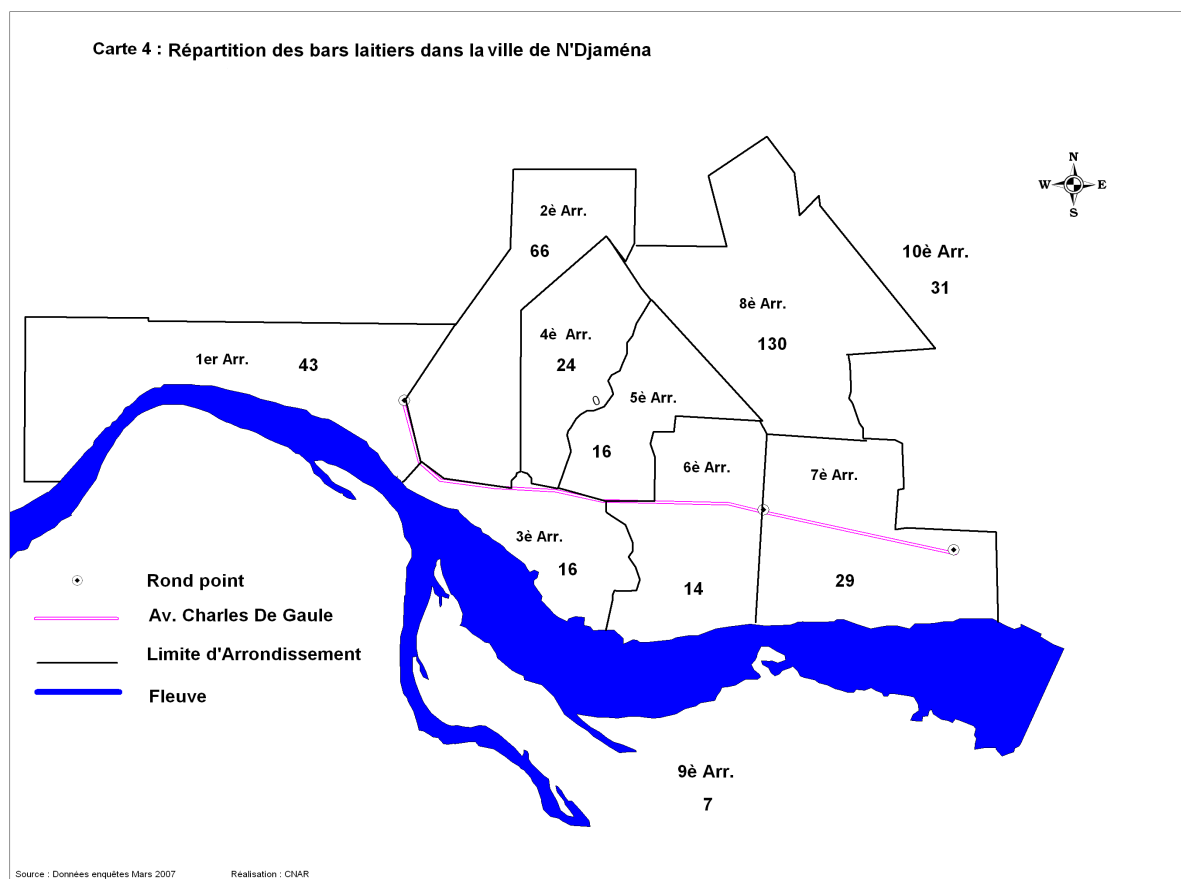 Carte 4 : Répartition des bars laitiers dans la ville de N'Djaména
N
W E
S
2è Arr.
66
10è Arr.
31
8è Arr.
130
4è Arr.
24
1er Arr. 43
5è Arr.
16
6è Arr.
7è Arr.
3è Arr.
16
14
29
Rond point
Av. Charles De Gaule
Limite d'Arrondissement
Fleuve
9è Arr.
7
Source : Données enquêtes Mars 2007 Réalisation : CNAR